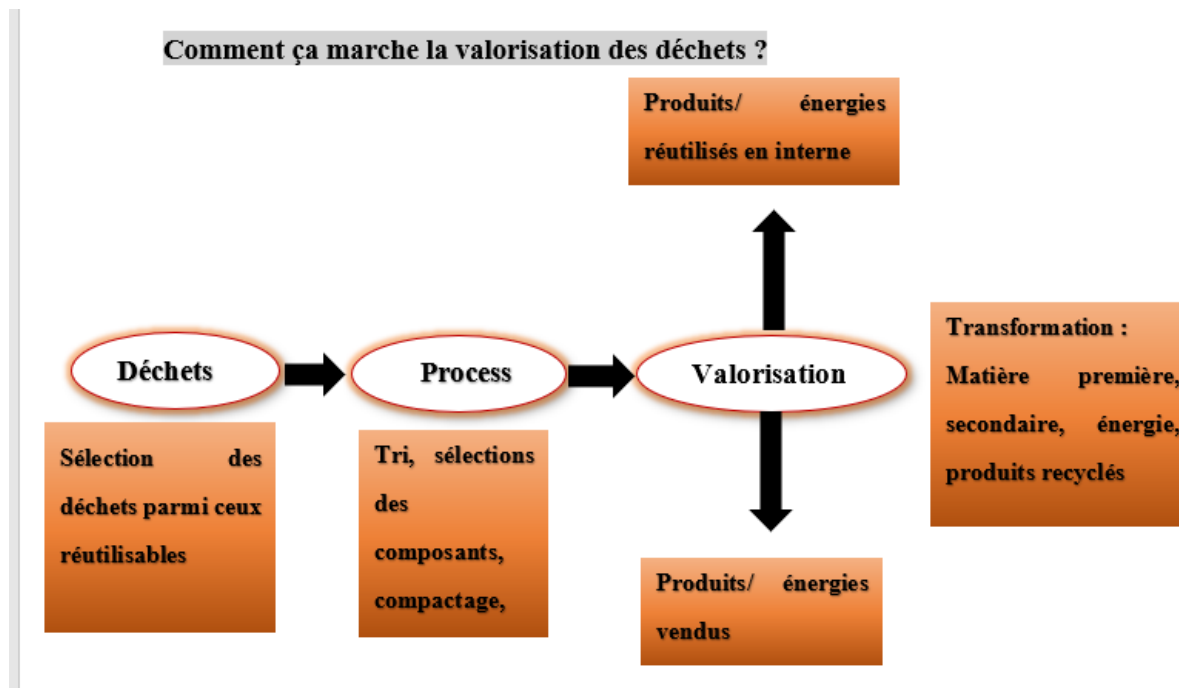 Comment ça marche la valorisation des déchets ?
Produits/ énergies
réutilisés en interne
Déchets
Process
Valorisation
Transformation :
Matière première,
secondaire, énergie,
produits recyclés
Sélection des
déchets parmi ceux
réutilisables
Tri, sélections
des
composants,
compactage,
Produits/ énergies
vendus